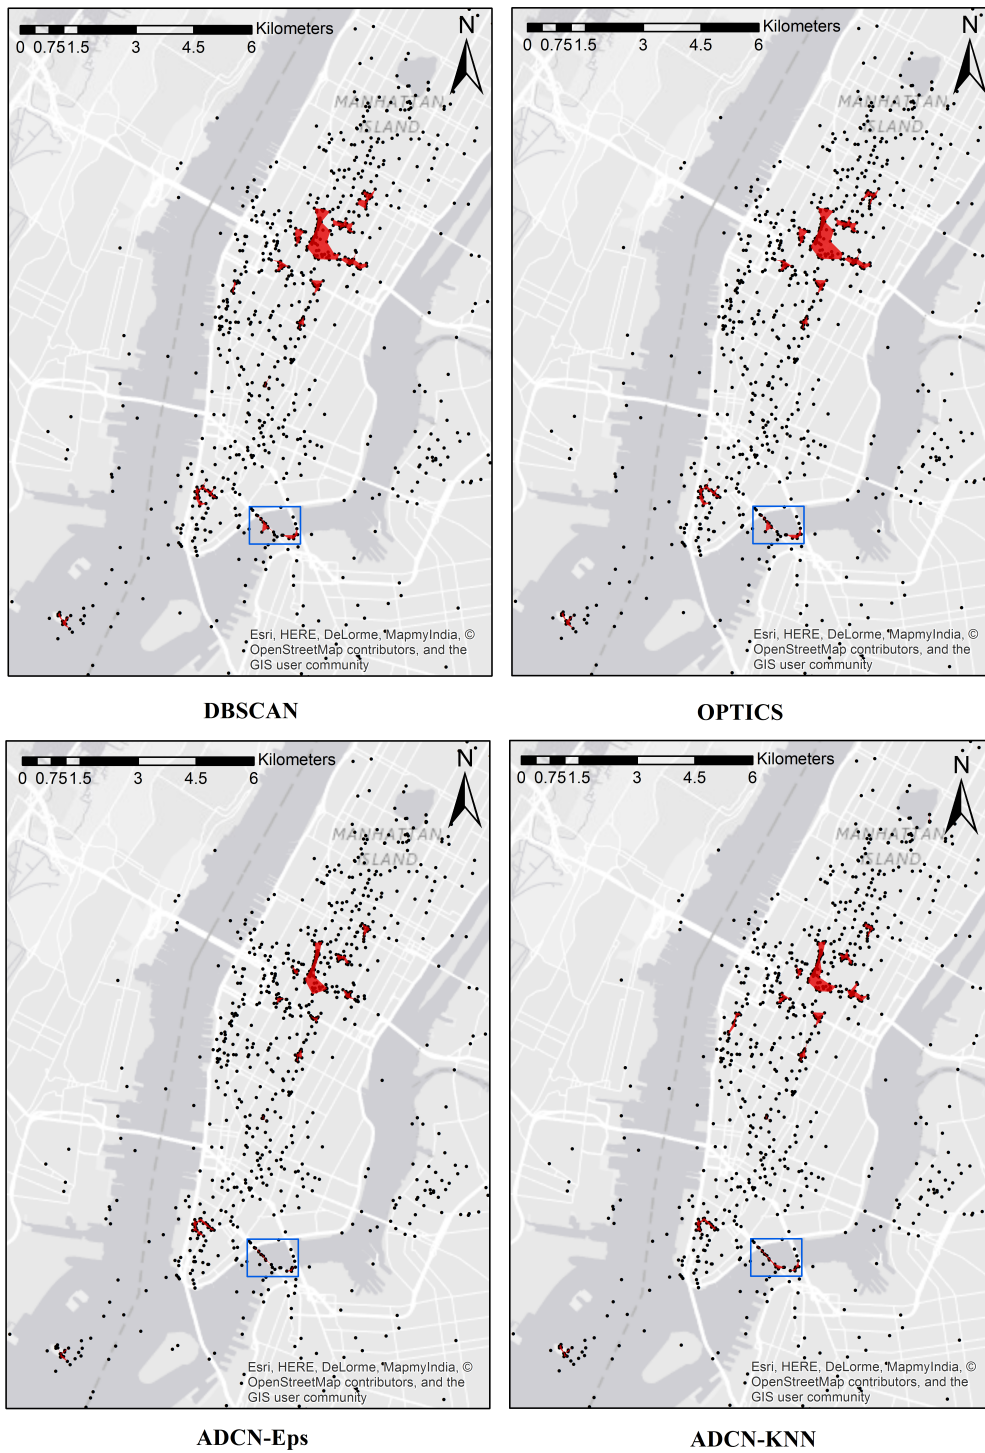 Kilometers
N
0 0.75 1.5 3 4.5 6
MANHATTAN
ISLAND
Esri, HERE, DeLorme, MapmyIndia, ©
OpenStreetMap contributors, and the
GIS user community
DBSCAN
Kilometers
N
0 0.75 1.5 3 4.5 6
MANHATTAN
ISLAND
Esri, HERE, DeLorme, MapmyIndia, ©
OpenStreetMap contributors, and the
GIS user community
OPTICS
Kilometers
N
0 0.75 1.5 3 4.5 6
MANHATTAN
ISLAND
Esri, HERE, DeLorme, MapmyIndia, ©
OpenStreetMap contributors, and the
GIS user community
ADCN-Eps
Kilometers
N
0 0.75 1.5 3 4.5 6
MANHATTAN
ISLAND
Esri, HERE, DeLorme, MapmyIndia, ©
OpenStreetMap contributors, and the
GIS user community
ADCN-KNN